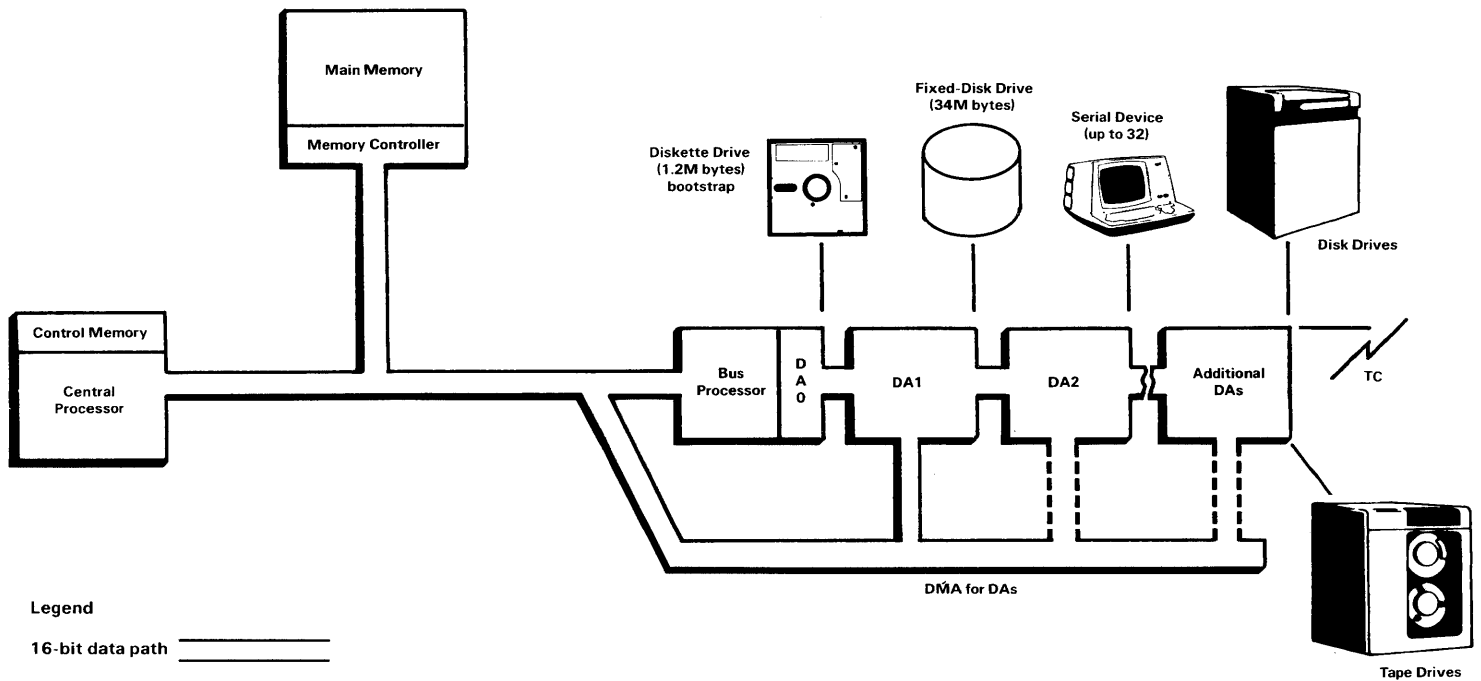 Main Memory
Memory Controller
Fixed-Disk Drive
(34M bytes)
Serial Device
(up to 32)
Diskette Drive
(1.2M bytes)
bootstrap
Disk Drives
Control Memory
Central
Processor
Bus
Processor
D
A
0
DA1
DA2
Additional
DAs
TC
DMA for DAs
Legend
16-bit data path
Tape Drives